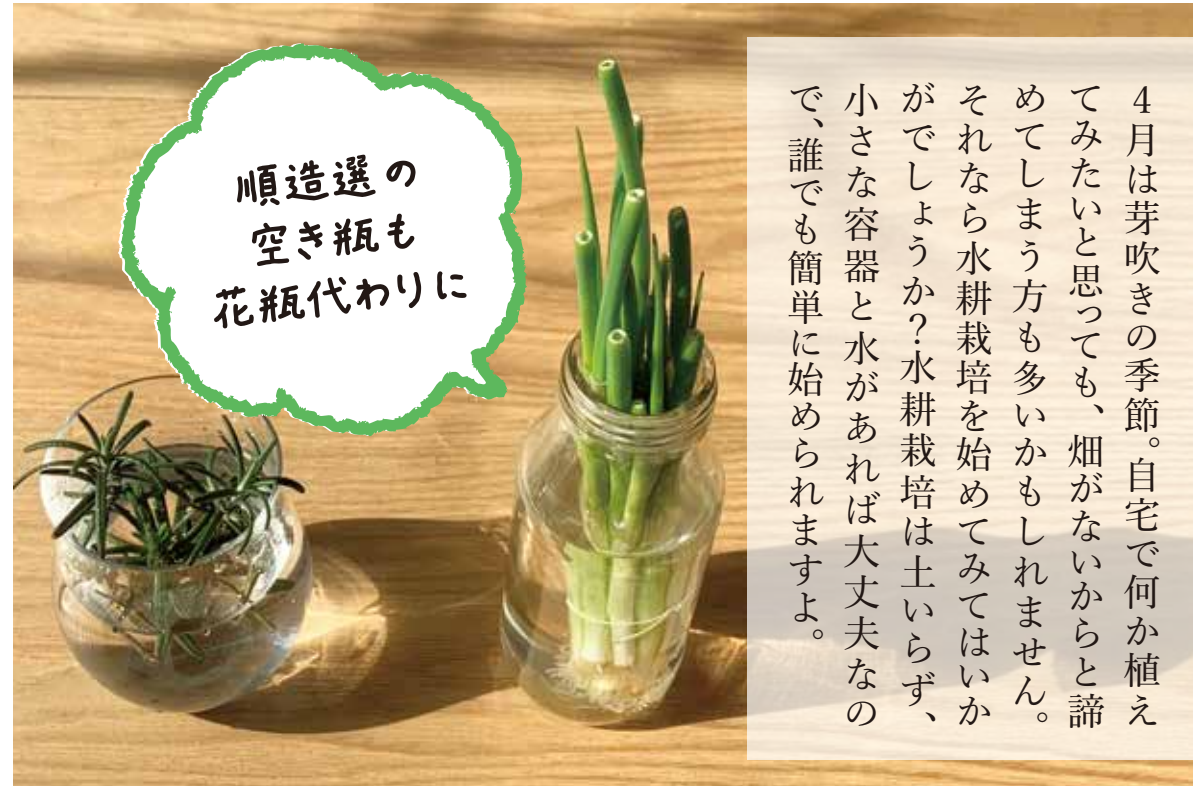 4月は芽吹きの季節。自宅で何か植え
てみたいと思っても、畑がないからと諦
めてしまう方も多いかもしれません。
それなら水耕栽培を始めてみてはいか
がでしょうか？水耕栽培は土いらず、
小さな容器と水があれば大丈夫なの
で、誰でも簡単に始められますよ。
順造選の
空き瓶も
花瓶代わりに